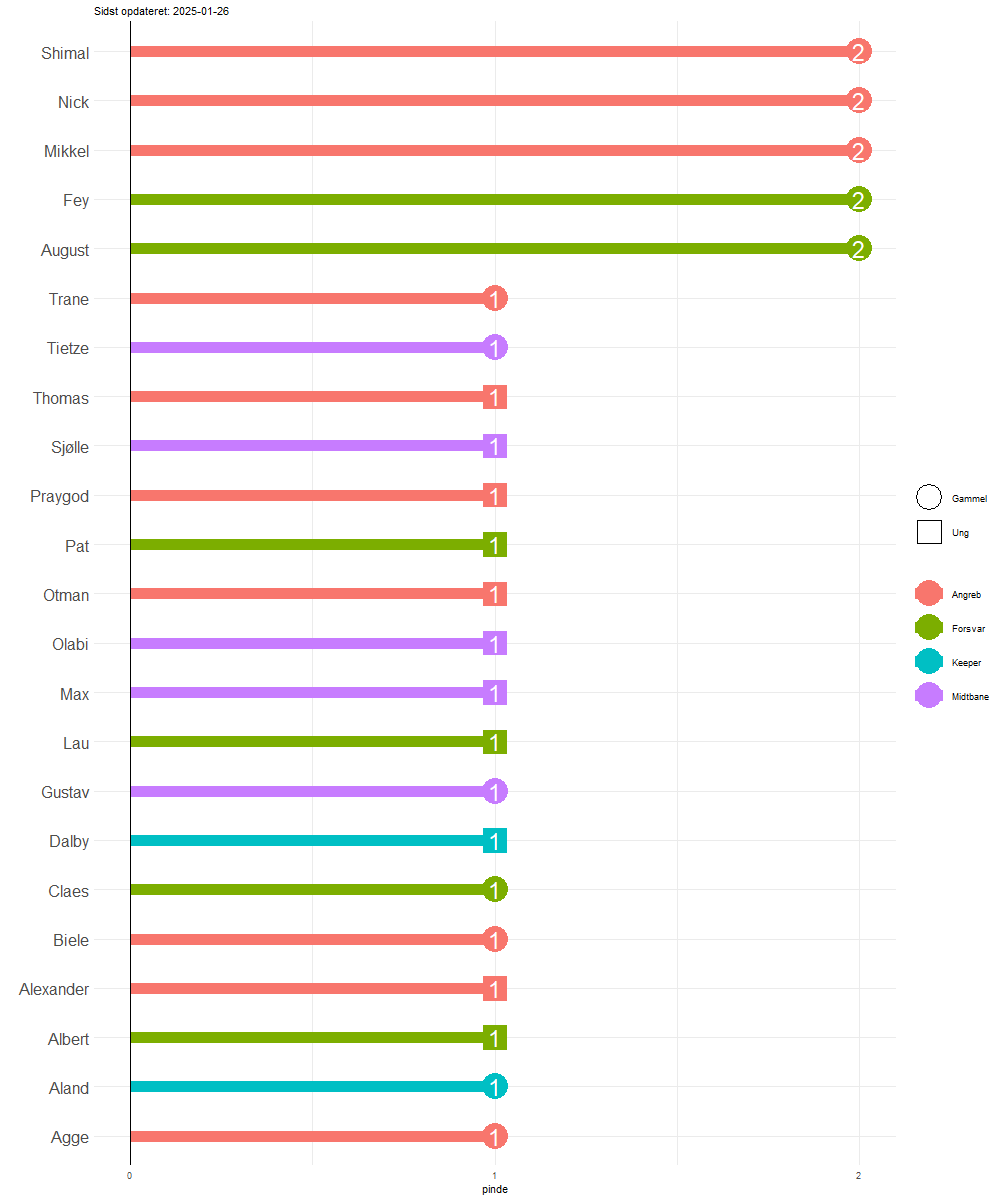 Sidst opdateret: 2025-01-26
Shimal 2
Nick 2
Mikkel 2
Fey 2
August 2
Trane 1
Tietze 1
Thomas 1
Sjølle 1
Praygod 1
Pat 1
Otman 1
Olabi 1
Max 1
Lau 1
Gustav 1
Dalby 1
Claes 1
Biele 1
Alexander 1
Albert 1
Aland 1
Agge 1
0 1 2
pinde
Gammel
Ung
Angreb
Forsvar
Keeper
Midtbane